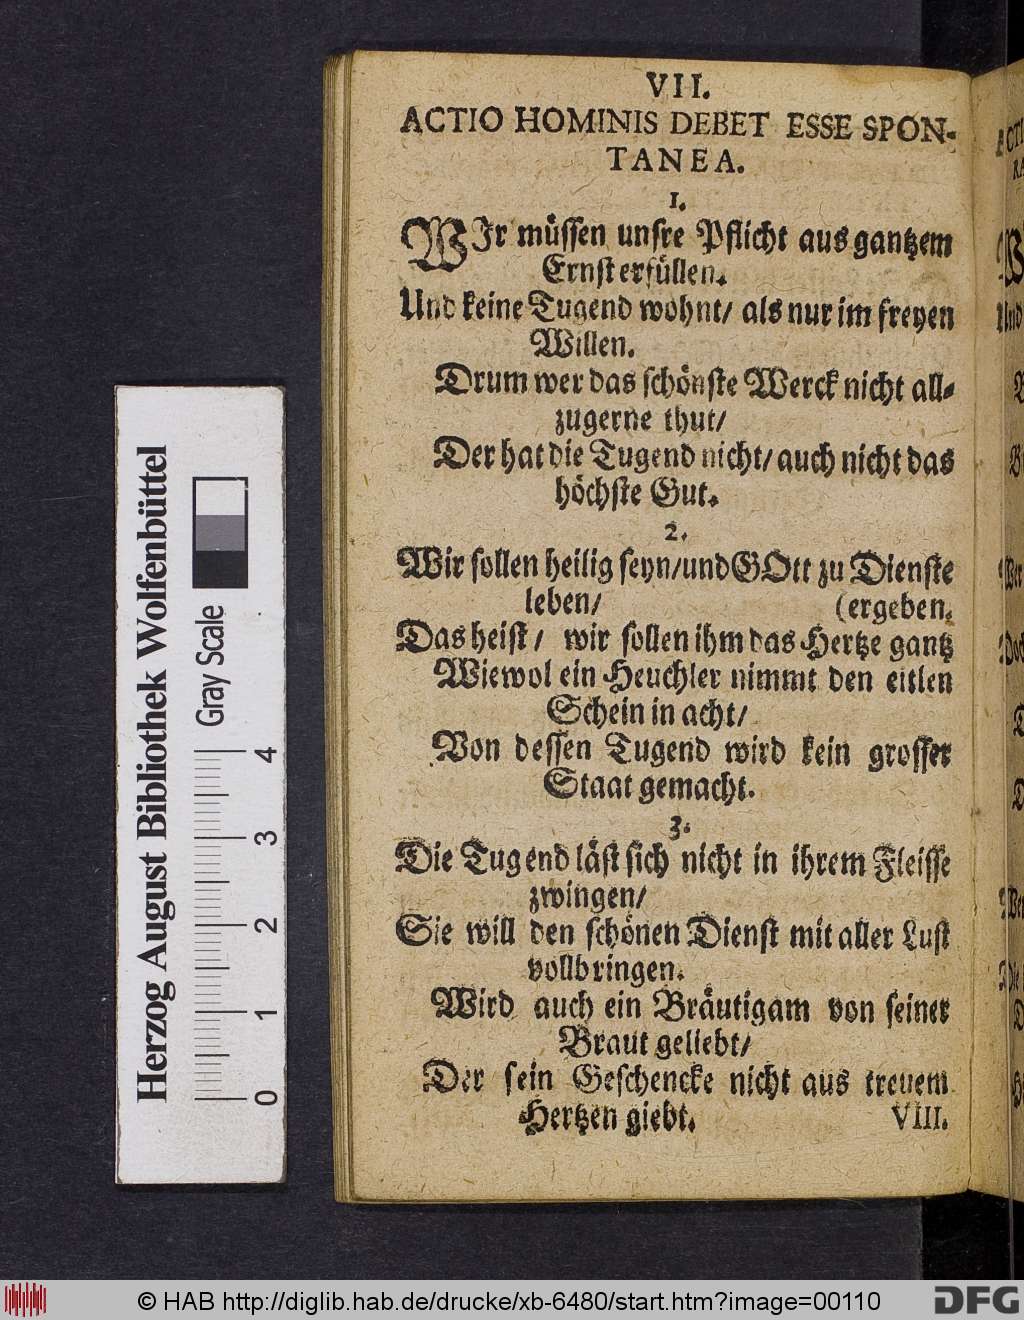 VII.
ACTIO HOMINIS DEBET ESSE SPON-
TANEA.
1.
WIr müssen unsre Pflicht aus gantzem
Ernst erfüllen.
Und keine Tugend wohnt/ als nur im freyen
Willen.
Drum wer das schönste Werck nicht all-
zugerne thut/
Der hat die Tugend nicht/ auch nicht das
höchste Gut.
2.
Wir sollen heilig seyn/ und GOtt zu Dienste
leben/ (ergeben.
Das heist/ wir sollen ihm das Hertze gantz
Wiewol ein Heuchler nimmt den eitlen
Schein in acht/
Von dessen Tugend wird kein grosser
Staat gemacht.
3.
Die Tugend läst sich nicht in ihrem Fleisse
zwingen/
Sie will den schönen Dienst mit aller Lust
vollbringen.
Wird auch ein Bräutigam von seiner
Braut geliebt/
Der sein Geschencke nicht aus treuem
Hertzen giebt. VIII.
Herzog August Bibliothek Wolfenbüttel
Gray Scale
0 1 2 3 4
© HAB http://diglib.hab.de/drucke/xb-6480/start.htm?image=00110
DFG